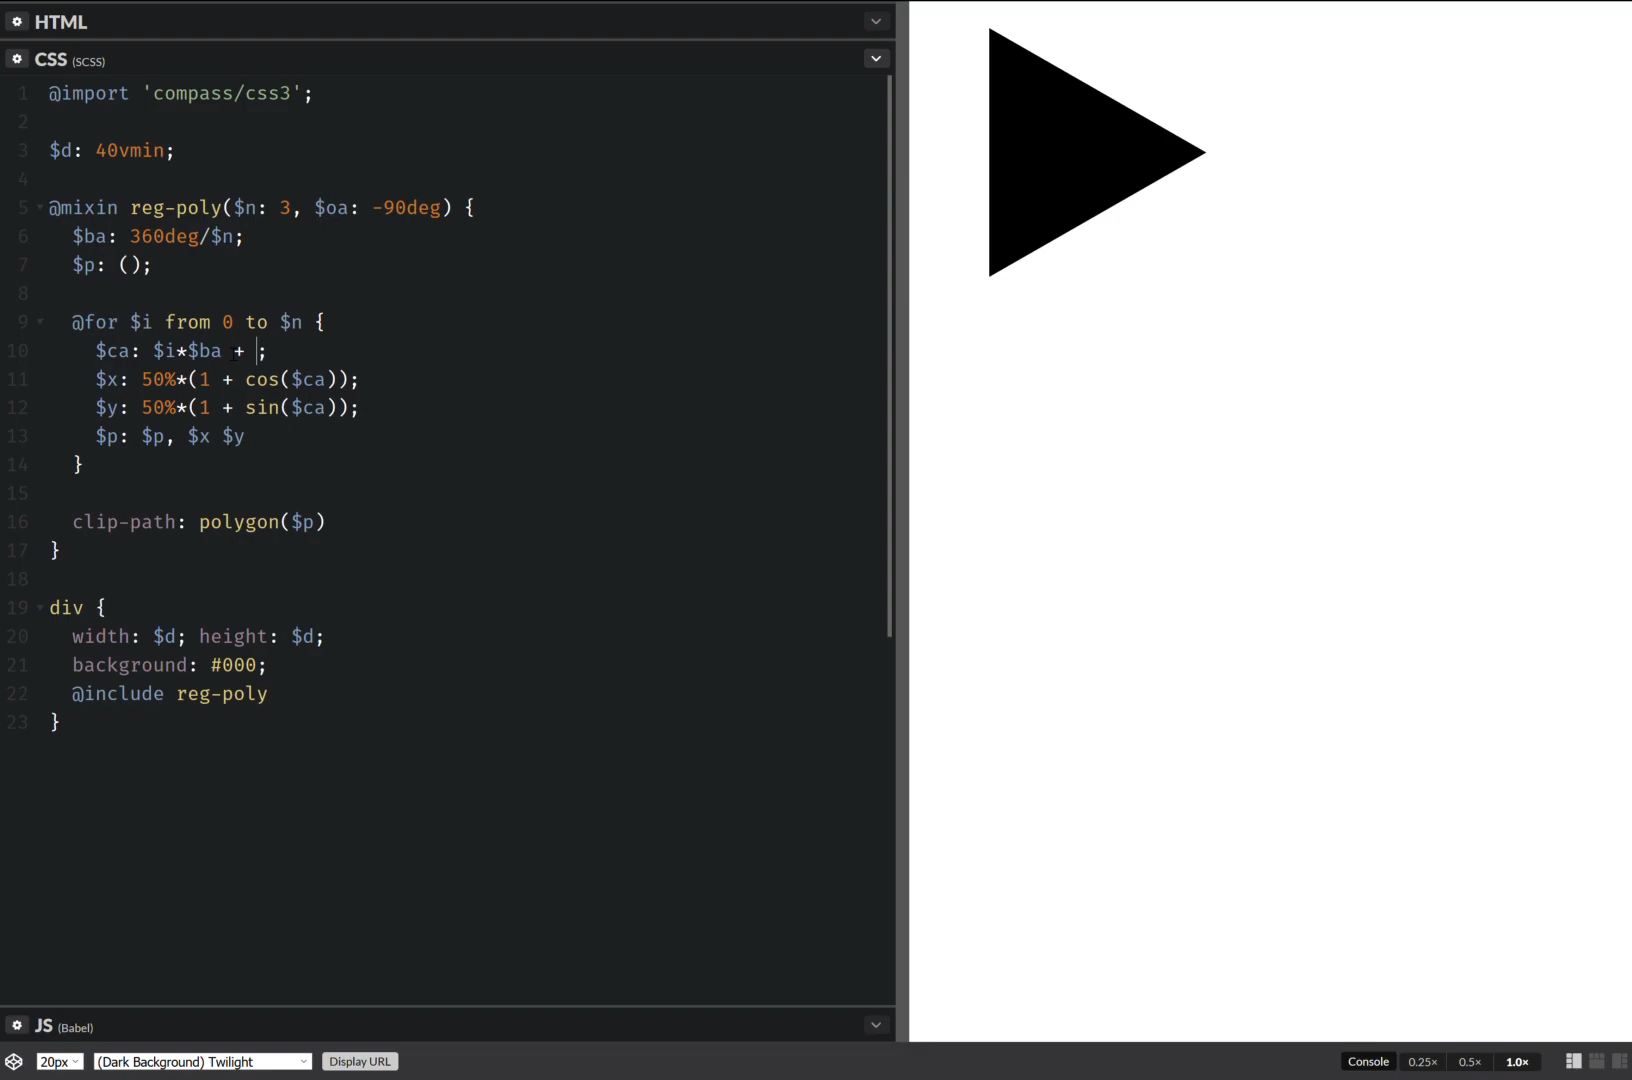 HTML
CSS (SCSS)
1 @import 'compass/css3';
2
3 $d: 40vmin;
4
5 @mixin reg-poly($n: 3, $oa: -90deg) {
6 $ba: 360deg/$n;
7 $p: ();
8
9 @for $i from 0 to $n {
10 $ca: $i*$ba + ;
11 $x: 50%*(1 + cos($ca));
12 $y: 50%*(1 + sin($ca));
13 $p: $p, $x $y
14 }
15
16 clip-path: polygon($p)
17 }
18
19 div {
20 width: $d; height: $d;
21 background: #000;
22 @include reg-poly
23 }
JS (Babel)
20px (Dark Background) Twilight Display URL Console 0.25× 0.5× 1.0×